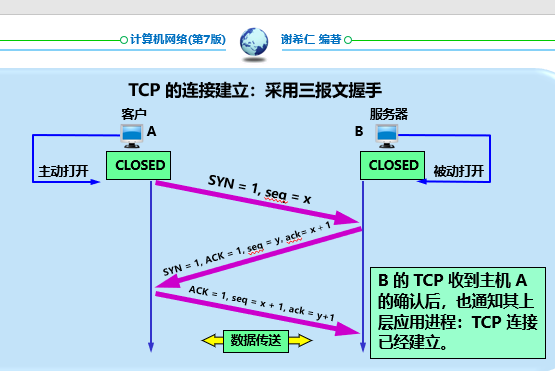 计算机网络(第7版)
谢希仁 编著
TCP 的连接建立：采用三报文握手
客户
服务器
A
B
主动打开
CLOSED
CLOSED
被动打开
SYN = 1, seq = x
SYN = 1, ACK = 1, seq = y, ack= x + 1
ACK = 1, seq = x + 1, ack = y+1
B 的 TCP 收到主机 A
的确认后，也通知其上
层应用进程：TCP 连接
已经建立。
数据传送